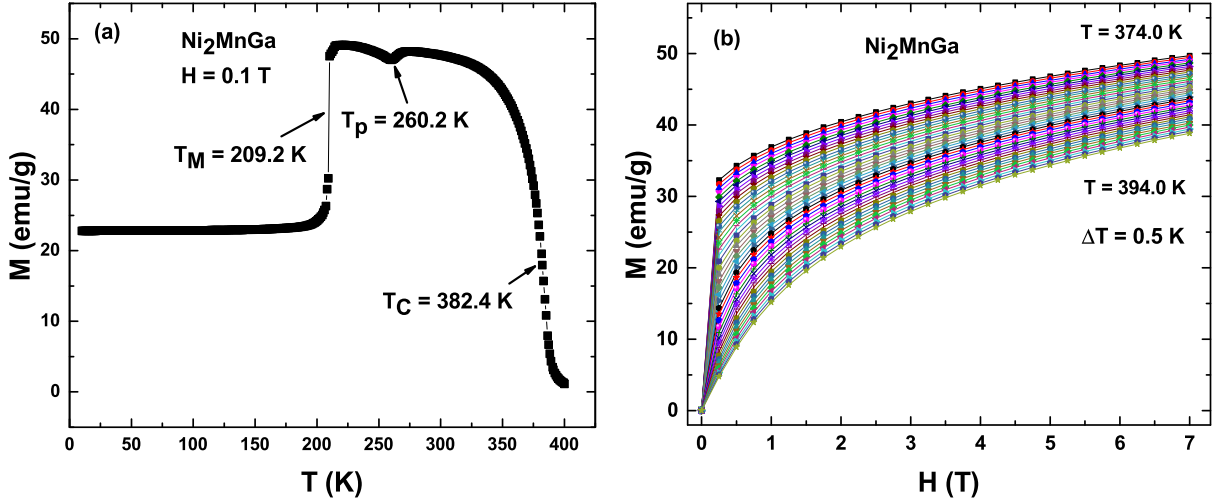 (a)
Ni2MnGa
H = 0.1 T
Tp = 260.2 K
TM = 209.2 K
TC = 382.4 K
M (emu/g)
50
40
30
20
10
0
0 50 100 150 200 250 300 350 400
T (K)
(b)
Ni2MnGa
T = 374.0 K
T = 394.0 K
ΔT = 0.5 K
M (emu/g)
50
40
30
20
10
0
0 1 2 3 4 5 6 7
H (T)